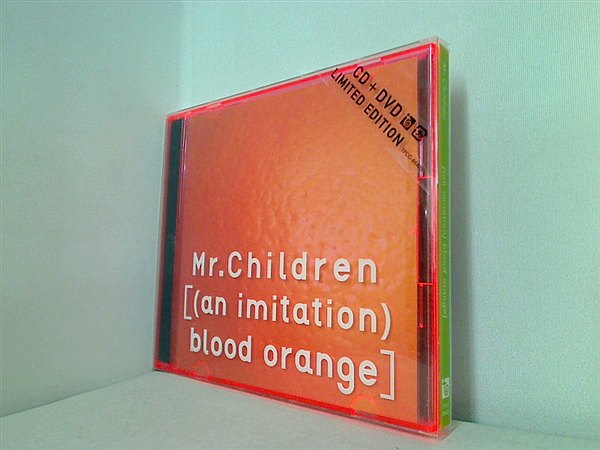 CD + DVD
LIMITED EDITION
Mr.Children
[(an imitation)
blood orange]